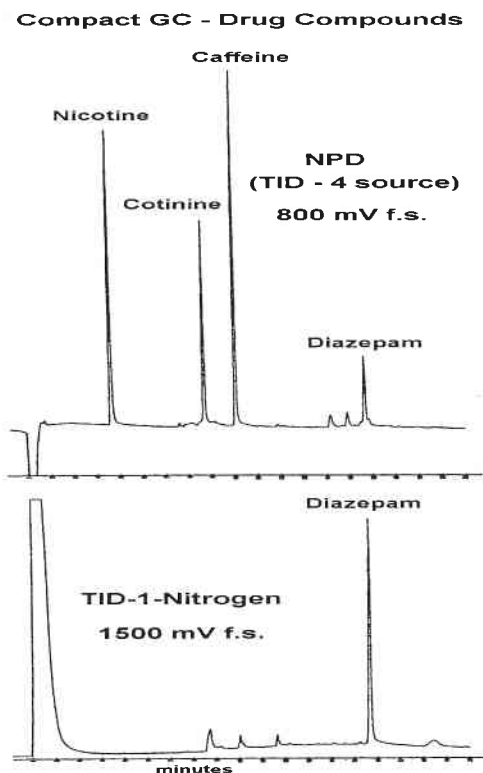 Compact GC - Drug Compounds
Caffeine
Nicotine
NPD
(TID - 4 source)
800 mV f.s.
Cotinine
Diazepam
Diazepam
TID-1-Nitrogen
1500 mV f.s.
minutes